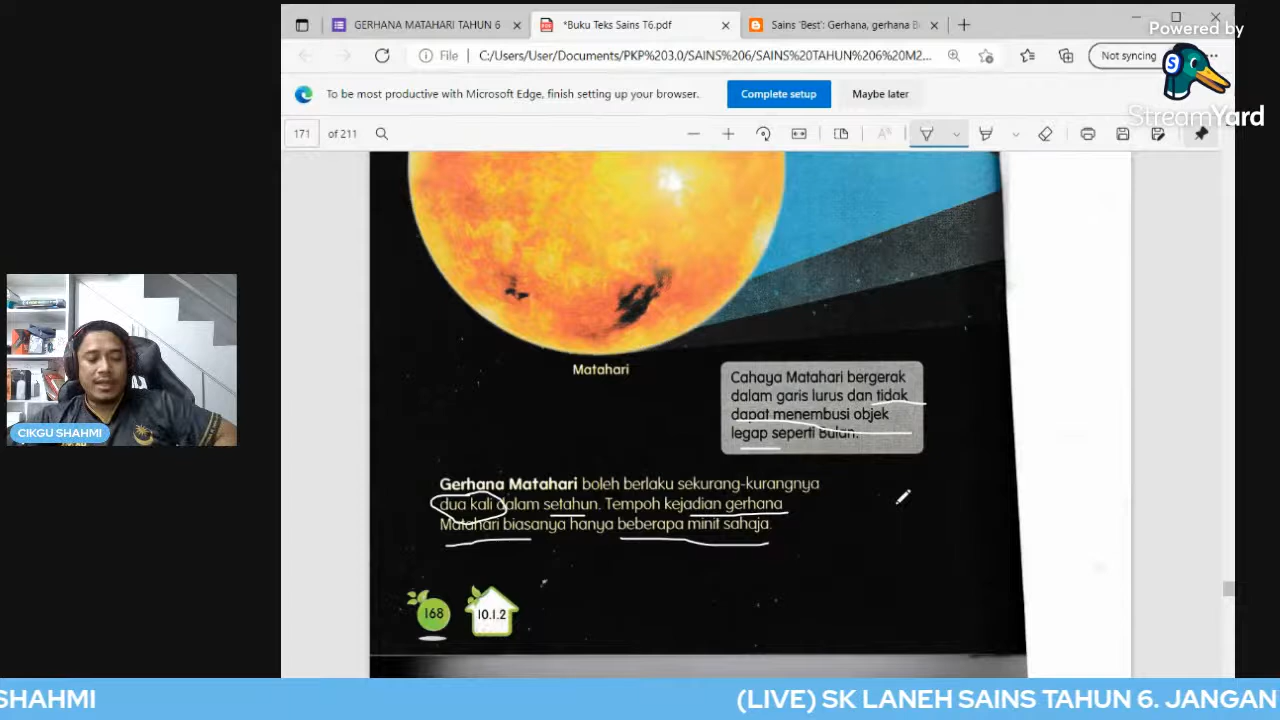 GERHANA MATAHARI TAHUN 6
*Buku Teks Sains T6.pdf
Sains 'Best': Gerhana, gerhana B
Powered by
StreamYard
File
C:/Users/User/Documents/PKP%203.0/SAINS%206/SAINS%20TAHUN%206%20M2...
Not syncing
To be most productive with Microsoft Edge, finish setting up your browser.
Complete setup
Maybe later
171
of 211
Matahari
Cahaya Matahari bergerak
dalam garis lurus dan tidak
dapat menembusi objek
legap seperti Bulan.
Gerhana Matahari boleh berlaku sekurang-kurangnya
dua kali dalam setahun. Tempoh kejadian gerhana
Matahari biasanya hanya beberapa minit sahaja.
168
10.1.2
CIKGU SHAHMI
SHAHMI
(LIVE) SK LANEH SAINS TAHUN 6. JANGAN